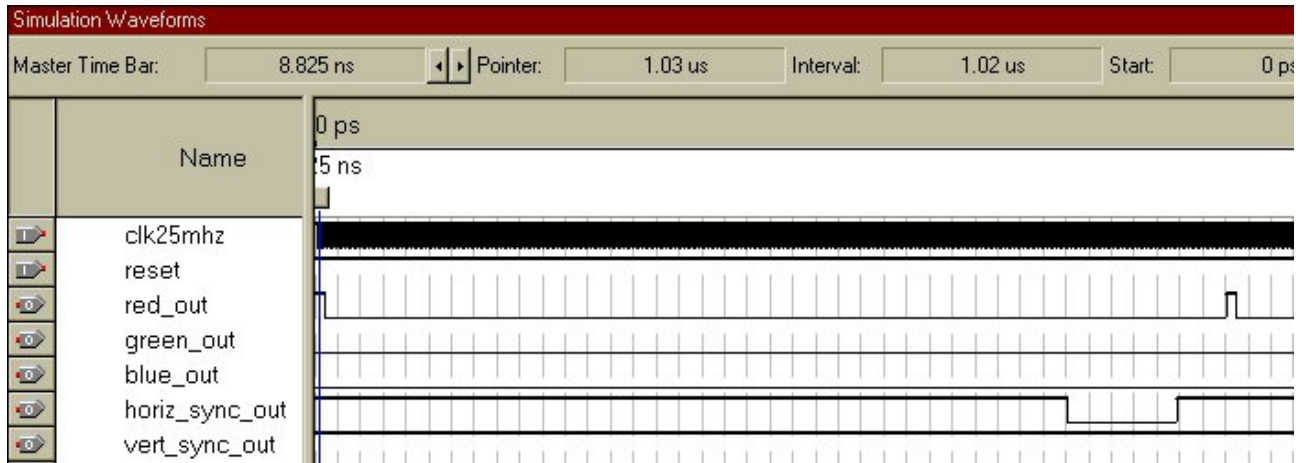 Simulation Waveforms
Master Time Bar: 8.825 ns Pointer: 1.03 us Interval: 1.02 us Start: 0 ps
0 ps
Name
25 ns
clk25mhz
reset
red_out
green_out
blue_out
horiz_sync_out
vert_sync_out